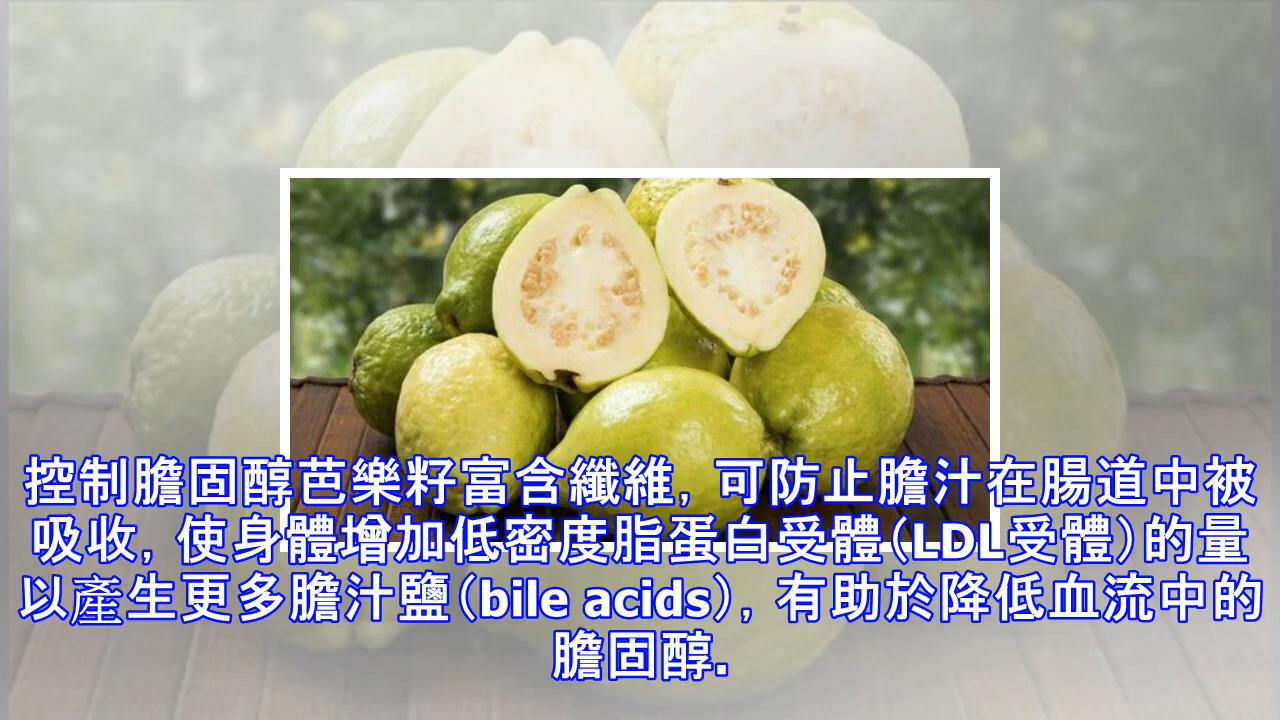 控制膽固醇芭樂籽富含纖維, 可防止膽汁在腸道中被
吸收, 使身體增加低密度脂蛋白受體(LDL受體)的量
以產生更多膽汁鹽(bile acids), 有助於降低血流中的
膽固醇.